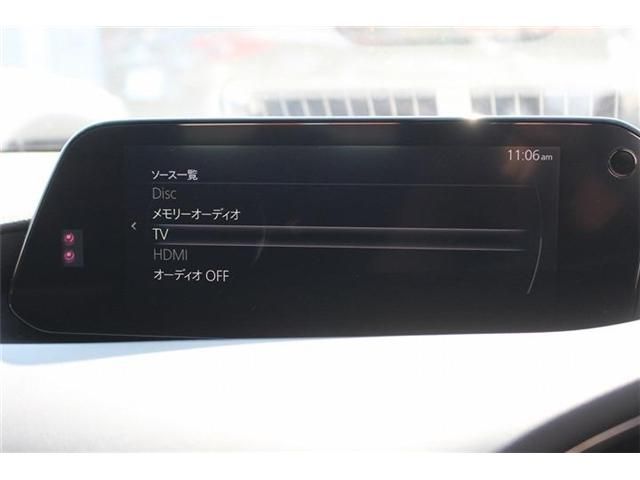 11:06am
ソース一覧
Disc
メモリーオーディオ
TV
HDMI
オーディオ OFF